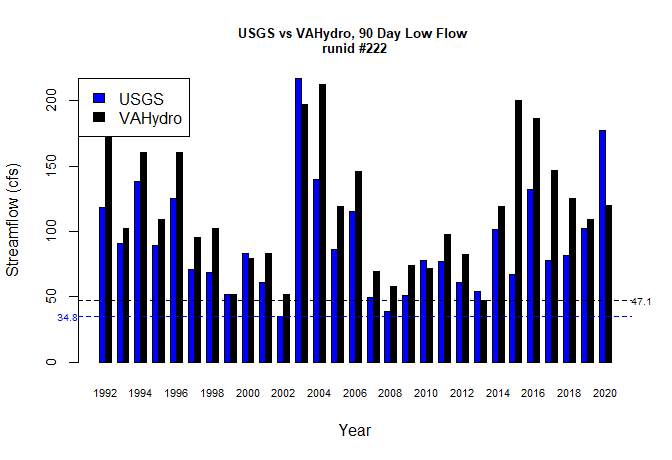 USGS vs VAHydro, 90 Day Low Flow
runid #222
USGS
VAHydro
Streamflow (cfs)
200
150
100
50
0
34.8
47.1
1992 1994 1996 1998 2000 2002 2004 2006 2008 2010 2012 2014 2016 2018 2020
Year